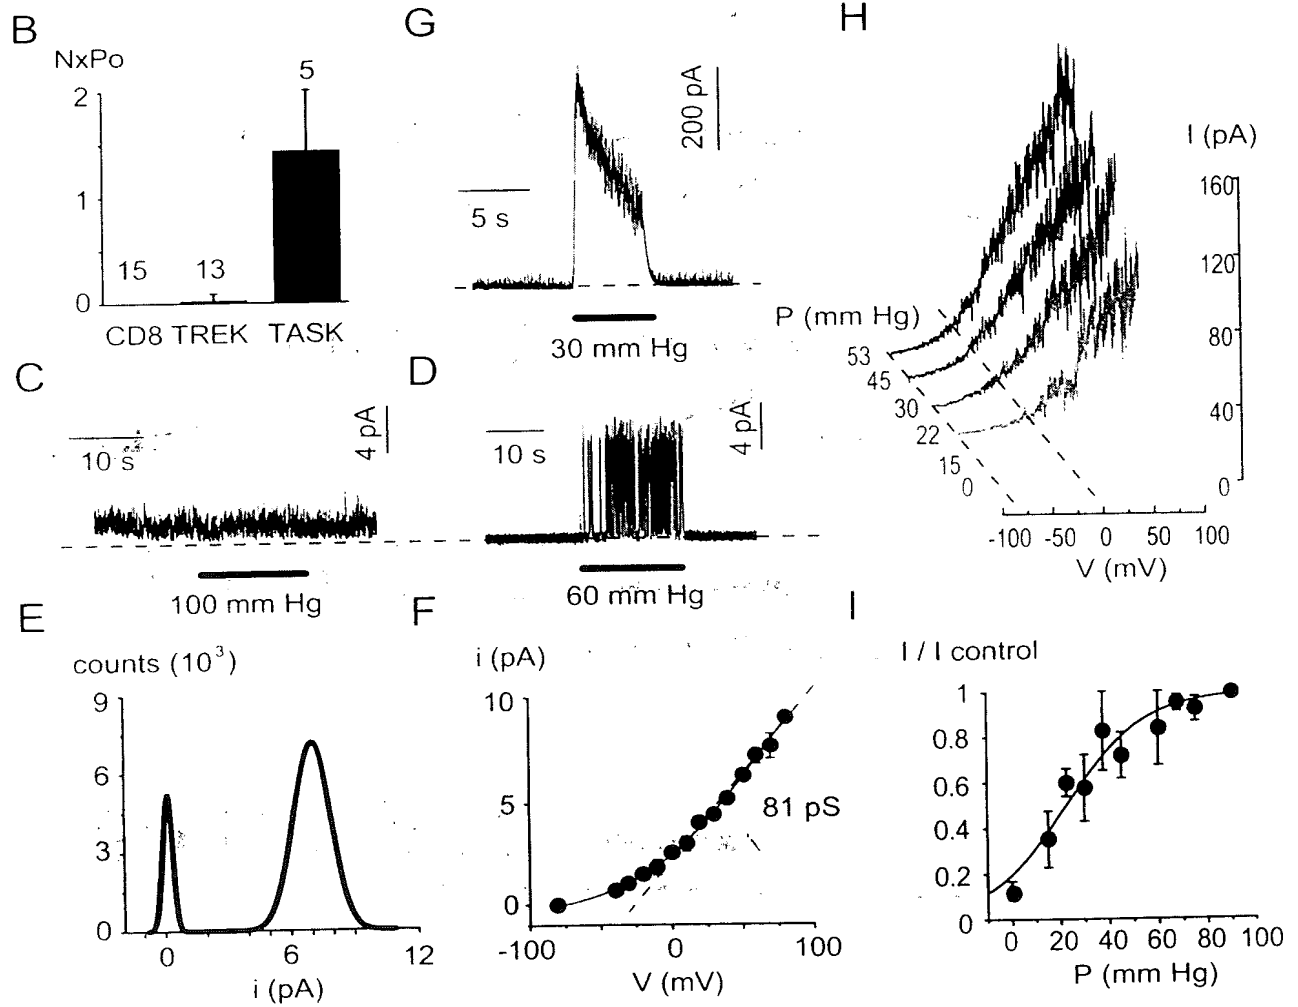 B
NxPo
2
1
0
15
13
5
CD8 TREK TASK
G
200 pA
5 s
30 mm Hg
H
I (pA)
160
120
80
40
0
P (mm Hg)
53
45
30
22
15
0
-100 -50 0 50 100
V (mV)
C
4 pA
10 s
100 mm Hg
D
4 pA
10 s
60 mm Hg
E
counts (10³)
9
6
3
0
0 6 12
i (pA)
F
i (pA)
10
5
0
81 pS
-100 0 100
V (mV)
I
I / I control
1
0.8
0.6
0.4
0.2
0
0 20 40 60 80 100
P (mm Hg)